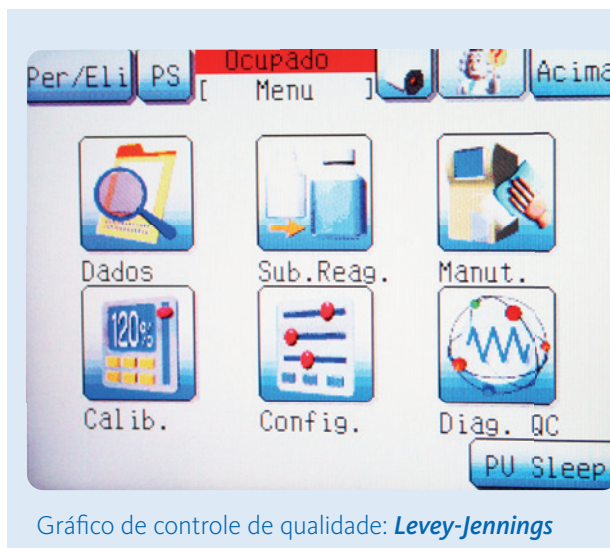 Per/Eli PS Ocupado Acima
[ Menu ]
Dados Sub.Reag. Manut.
120%
Calib. Config. Diag. QC
PU Sleep
Gráfico de controle de qualidade: Levey-Jennings